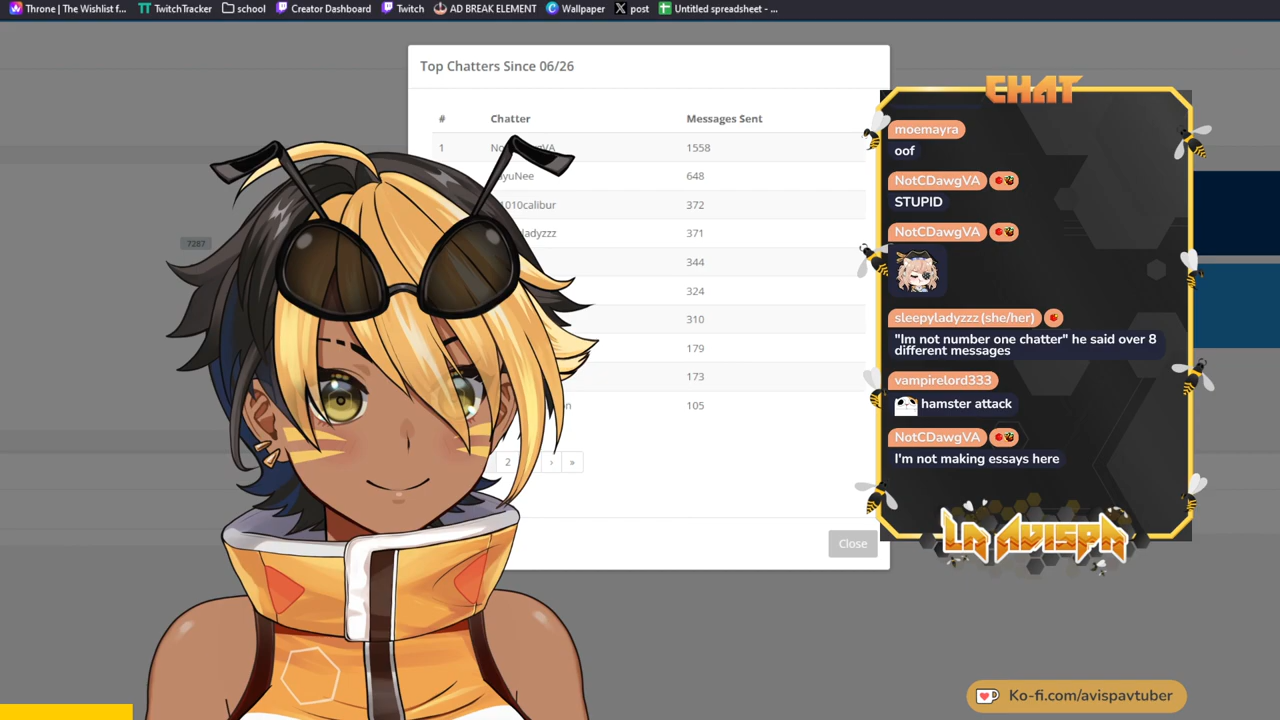 Throne | The Wishlist f... TwitchTracker school Creator Dashboard Twitch AD BREAK ELEMENT Wallpaper post Untitled spreadsheet - ...
Top Chatters Since 06/26
# Chatter Messages Sent
1 1558
648
1010calibur 372
371
344
324
310
179
173
105
2 › »
Close
7287
CHAT
moemayra
oof
NotCDawgVA
STUPID
NotCDawgVA
sleepyladyzzz (she/her)
"Im not number one chatter" he said over 8
different messages
vampirelord333
hamster attack
NotCDawgVA
I'm not making essays here
LA AVISPA
Ko-fi.com/avispavtuber